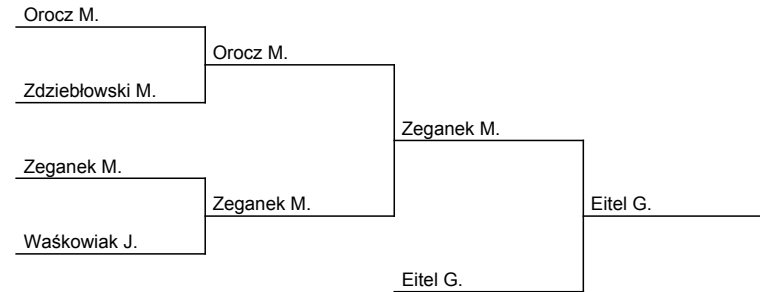 Orocz M.
Orocz M.
Zdziebłowski M.
Zeganek M.
Zeganek M.
Zeganek M.
Eitel G.
Waśkowiak J.
Eitel G.